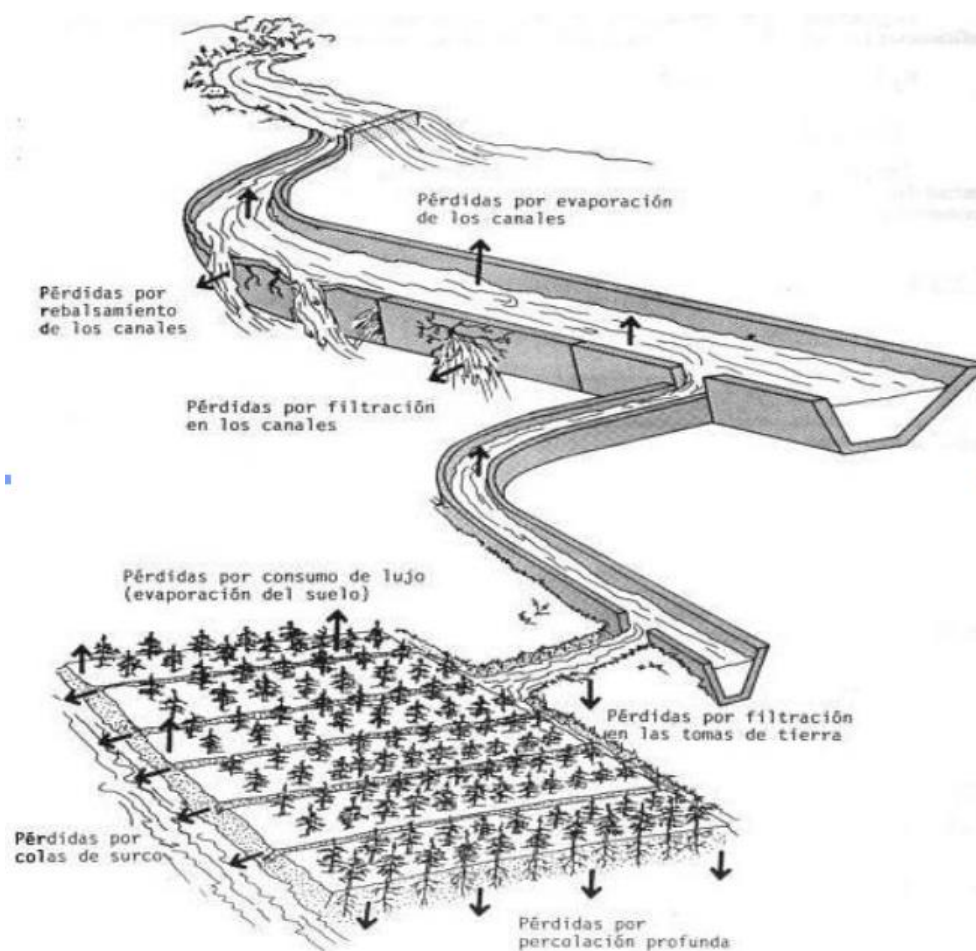 Pérdidas por evaporación
de los canales
Pérdidas por
rebalsamiento
de los canales
Pérdidas por filtración
en los canales
Pérdidas por consumo de lujo
(evaporación del suelo)
Pérdidas por filtración
en las tomas de tierra
Pérdidas por
colas de surco
Pérdidas por
percolación profunda